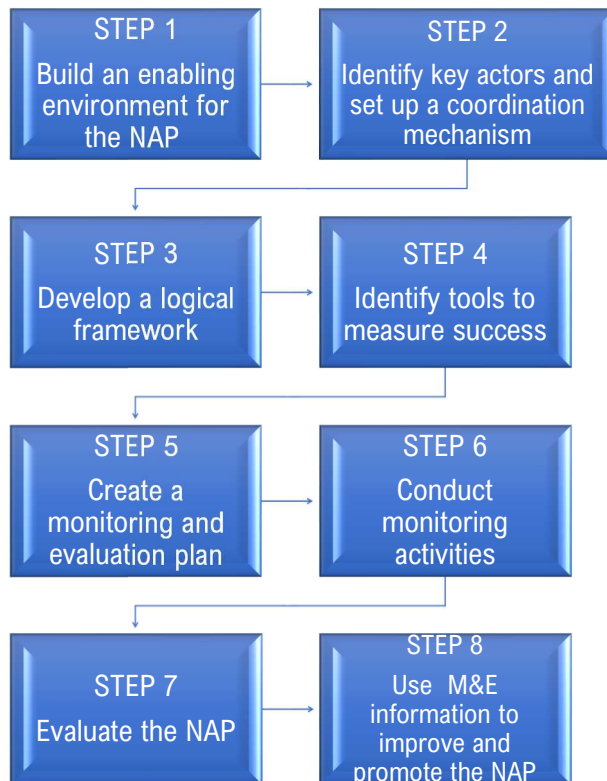 STEP 1
Build an enabling
environment for
the NAP
STEP 2
Identify key actors and
set up a coordination
mechanism
STEP 3
Develop a logical
framework
STEP 4
Identify tools to
measure success
STEP 5
Create a
monitoring and
evaluation plan
STEP 6
Conduct
monitoring
activities
STEP 7
Evaluate the NAP
STEP 8
Use M&E
information to
improve and
promote the NAP